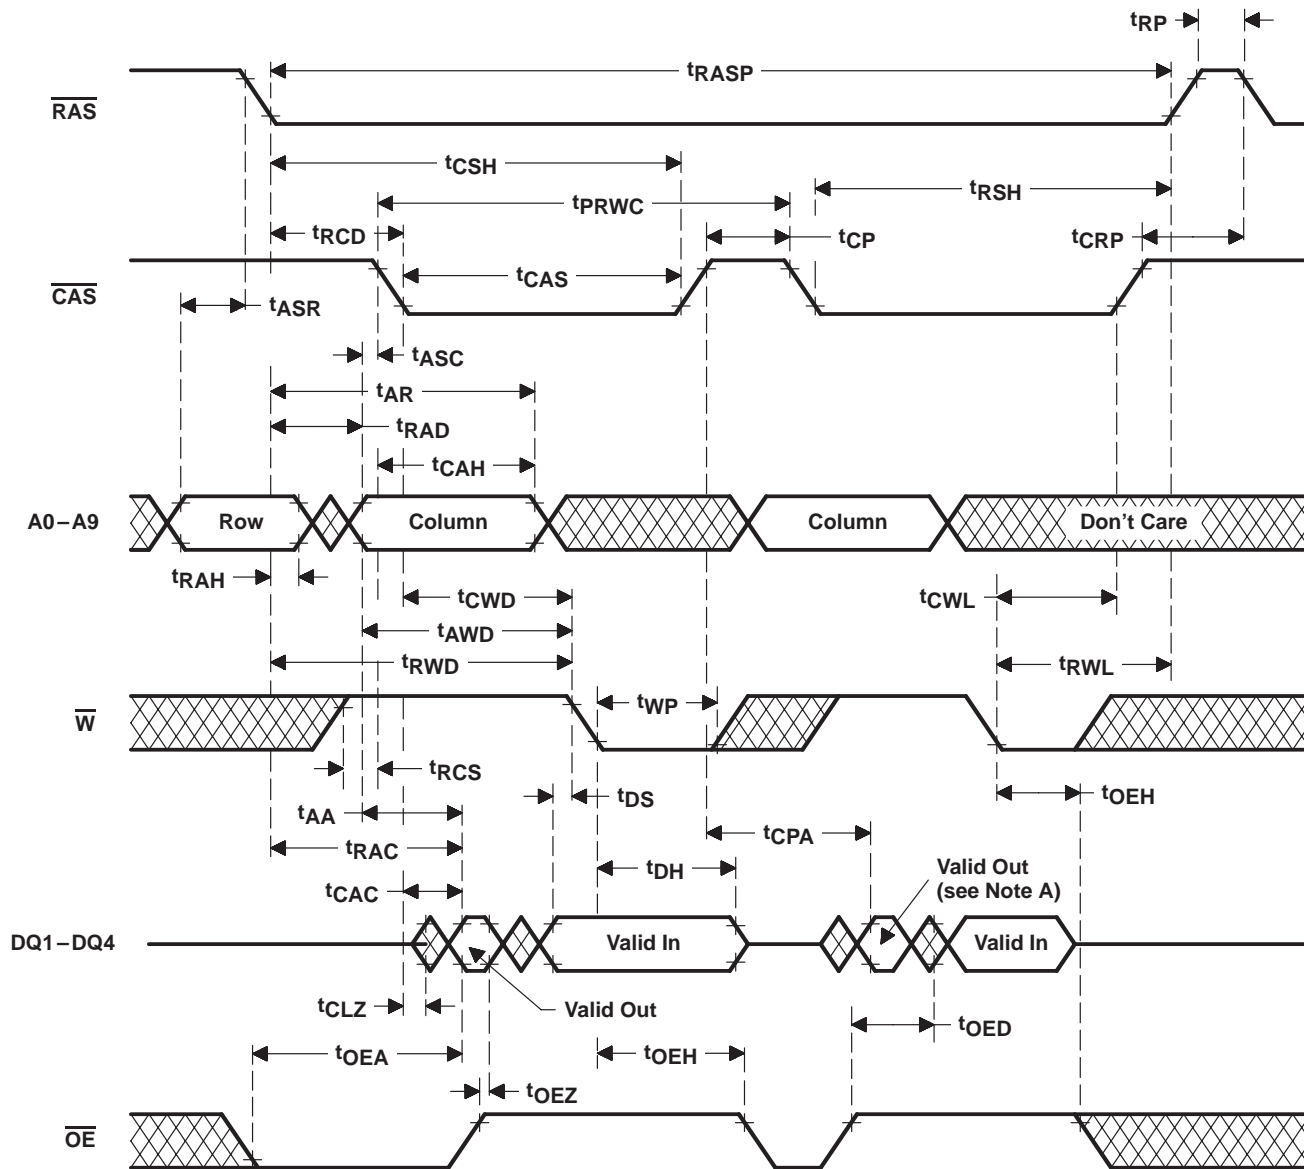 tRP
tRASP
RAS
tCSH
tRSH
tPRWC
tRCD
tCP
tCRP
CAS
tCAS
tASR
tASC
tAR
tRAD
tCAH
A0–A9
Row
Column
Column
Don't Care
tRAH
tCWD
tCWL
tAWD
tRWD
tRWL
W
tWP
tRCS
tDS
tOEH
tAA
tCPA
tRAC
tDH
Valid Out
(see Note A)
tCAC
DQ1–DQ4
Valid In
Valid In
tCLZ
Valid Out
tOED
tOEA
tOEH
tOEZ
OE